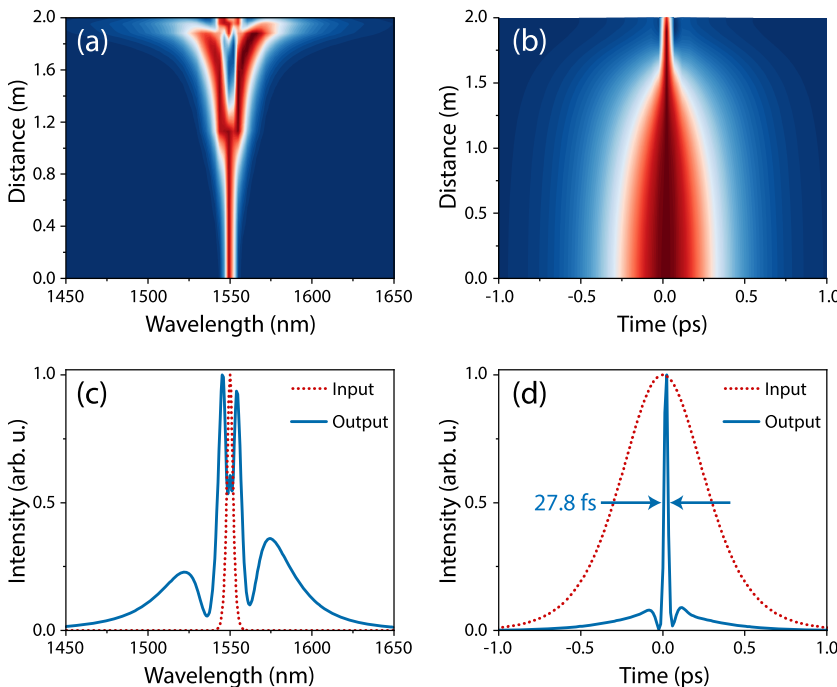 (a)
2.0
1.6
1.2
0.8
0.4
0.0
Distance (m)
1450 1500 1550 1600 1650
Wavelength (nm)
(b)
2.0
1.5
1.0
0.5
0.0
Distance (m)
-1.0 -0.5 0.0 0.5 1.0
Time (ps)
(c)
Input
Output
1.0
0.5
0.0
Intensity (arb. u.)
1450 1500 1550 1600 1650
Wavelength (nm)
(d)
Input
Output
27.8 fs
1.0
0.5
0.0
Intensity (arb. u.)
-1.0 -0.5 0.0 0.5 1.0
Time (ps)